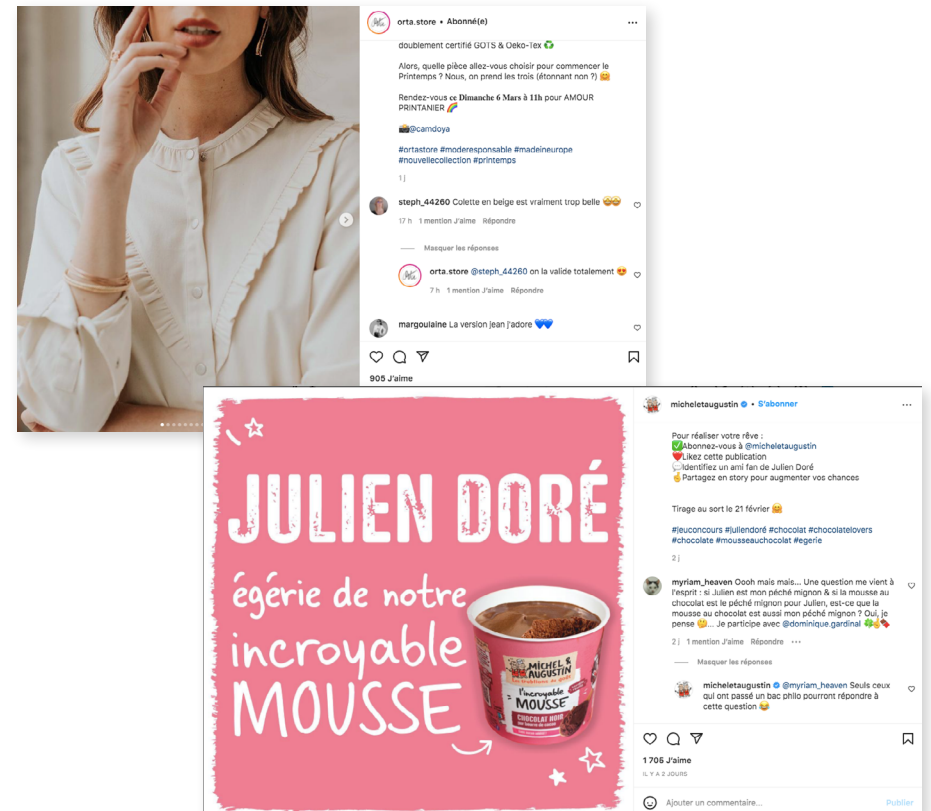 orta.store • Abonné(e)
doublement certifié GOTS & Oeko-Tex ♻️
Alors, quelle pièce allez-vous choisir pour commencer le
Printemps ? Nous, on prend les trois (étonnant non ?) 🤗
Rendez-vous ce Dimanche 6 Mars à 11h pour AMOUR
PRINTANIER 🌈
📸@camdoya
#ortastore #moderesponsable #madeineurope
#nouvellecollection #printemps
1 j
steph_44260 Colette en beige est vraiment trop belle 🤩🤩
17 h 1 mention J'aime Répondre
Masquer les réponses
orta.store @steph_44260 on la valide totalement 😍
7 h 1 mention J'aime Répondre
margoulaine La version jean j'adore 💙💙
905 J'aime
JULIEN DORÉ
égérie de notre
incroyable
MOUSSE
MICHEL &
AUGUSTIN
l'incroyable
MOUSSE
CHOCOLAT NOIR
micheletaugustin • S'abonner
Pour réaliser votre rêve :
✅Abonnez-vous à @micheletaugustin
❤️Likez cette publication
💬Identifiez un ami fan de Julien Doré
☝️Partagez en story pour augmenter vos chances
Tirage au sort le 21 février 🤗
#jeuconcours #juliendoré #chocolat #chocolatelovers
#chocolate #mousseauchocolat #egerie
2 j
myriam_heaven Oooh mais mais... Une question me vient à
l'esprit : si Julien est mon péché mignon & si la mousse au
chocolat est le péché mignon pour Julien, est-ce que la
mousse au chocolat est aussi mon péché mignon ? Oui, je
pense 🤔... Je participe avec @dominique.gardinal 🍀🤞🍫
2 j 1 mention J'aime Répondre •••
Masquer les réponses
micheletaugustin @myriam_heaven Seuls ceux
qui ont passé un bac philo pourront répondre à
cette question 😂
1 705 J'aime
IL Y A 2 JOURS
Ajouter un commentaire...
Publier